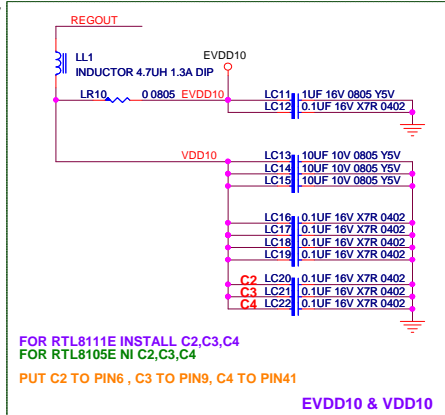 REGOUT
EVDD10
LL1
INDUCTOR 4.7UH 1.3A DIP
LR10 0 0805 EVDD10
LC11 1UF 16V 0805 Y5V
LC12 0.1UF 16V X7R 0402
VDD10
LC13 10UF 10V 0805 Y5V
LC14 10UF 10V 0805 Y5V
LC15 10UF 10V 0805 Y5V
LC16 0.1UF 16V X7R 0402
LC17 0.1UF 16V X7R 0402
LC18 0.1UF 16V X7R 0402
LC19 0.1UF 16V X7R 0402
C2 LC20 0.1UF 16V X7R 0402
C3 LC21 0.1UF 16V X7R 0402
C4 LC22 0.1UF 16V X7R 0402
FOR RTL8111E INSTALL C2,C3,C4
FOR RTL8105E NI C2,C3,C4
PUT C2 TO PIN6 , C3 TO PIN9, C4 TO PIN41
EVDD10 & VDD10